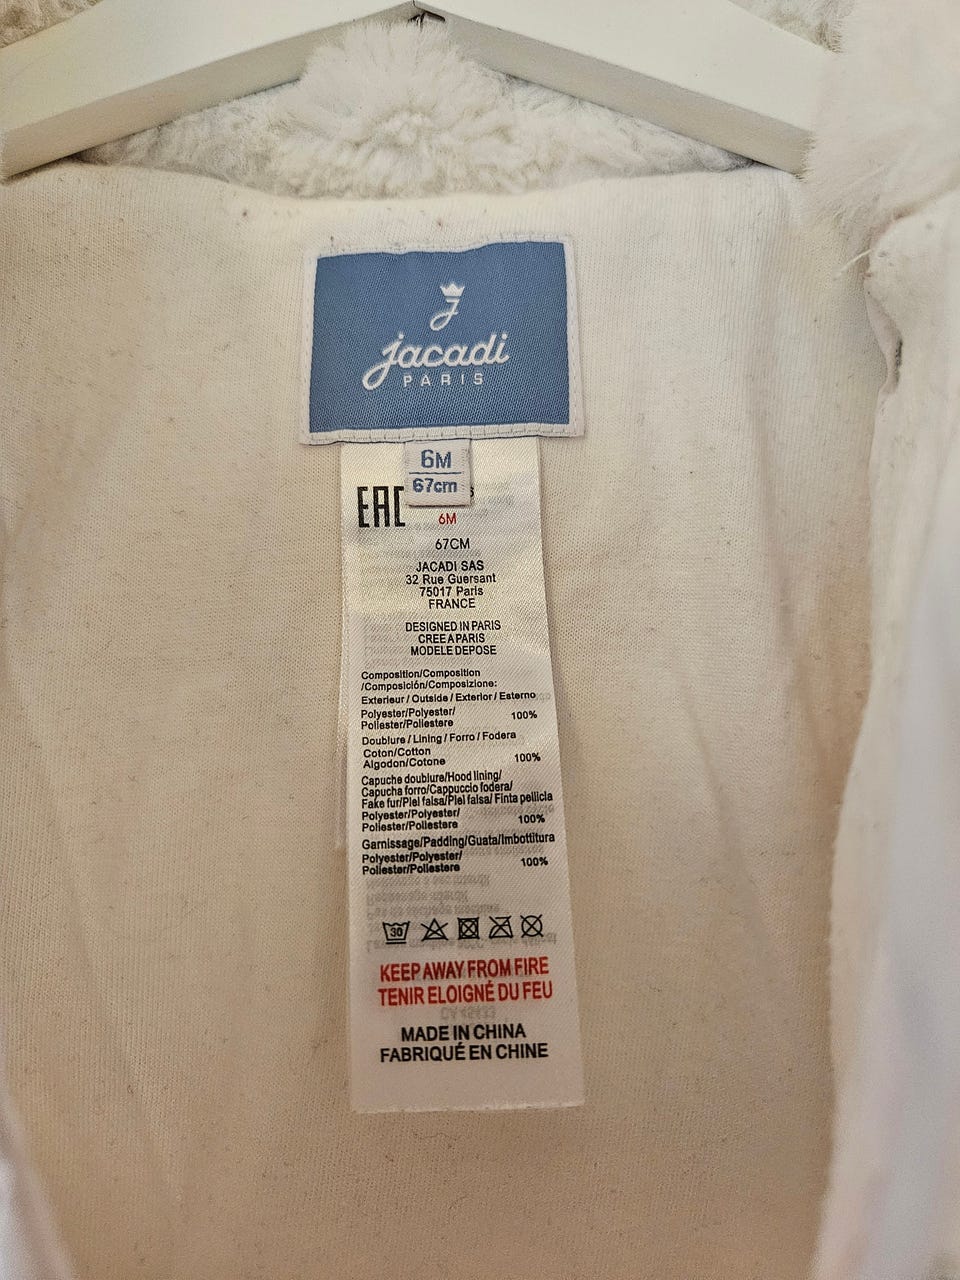 J
jacadi
PARIS
6M
67cm
EAC
6M
67CM
JACADI SAS
32 Rue Guersant
75017 Paris
FRANCE
DESIGNED IN PARIS
CREE A PARIS
MODELE DEPOSE
Composition/Composition
/Composición/Composizione:
Exterieur / Outside / Exterior / Esterno
Polyester/Polyester/
Poliester/Poliestere 100%
Doublure / Lining / Forro / Fodera
Coton/Cotton
Algodon/Cotone 100%
Capuche doublure/Hood lining/
Capucha forro/Cappuccio fodera/
Fake fur/Piel falsa/Piel falsa/ Finta pellicia
Polyester/Polyester/
Poliester/Poliestere 100%
Garnissage/Padding/Guata/Imbottitura
Polyester/Polyester/
Poliester/Poliestere 100%
30
KEEP AWAY FROM FIRE
TENIR ELOIGNÉ DU FEU
MADE IN CHINA
FABRIQUÉ EN CHINE